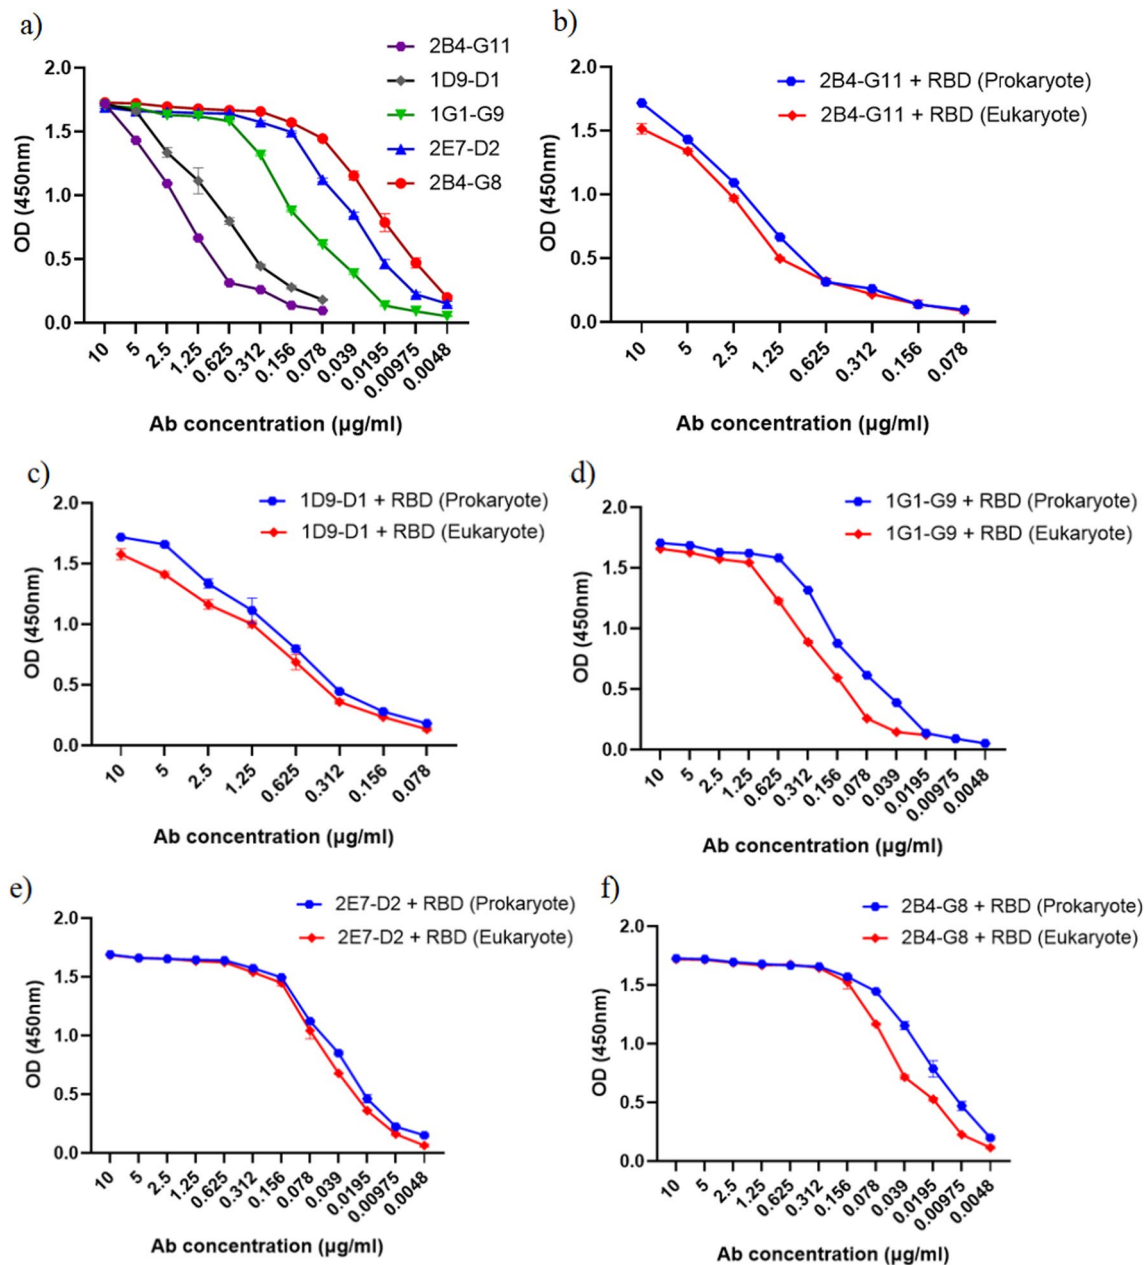 a)
2B4-G11
1D9-D1
1G1-G9
2E7-D2
2B4-G8
2.0
1.5
1.0
0.5
0.0
OD (450nm)
10 5 2.5 1.25 0.625 0.312 0.156 0.078 0.039 0.0195 0.00975 0.0048
Ab concentration (μg/ml)
b)
2B4-G11 + RBD (Prokaryote)
2B4-G11 + RBD (Eukaryote)
2.0
1.5
1.0
0.5
0.0
OD (450nm)
10 5 2.5 1.25 0.625 0.312 0.156 0.078
Ab concentration (μg/ml)
c)
1D9-D1 + RBD (Prokaryote)
1D9-D1 + RBD (Eukaryote)
2.0
1.5
1.0
0.5
0.0
OD (450nm)
10 5 2.5 1.25 0.625 0.312 0.156 0.078
Ab concentration (μg/ml)
d)
1G1-G9 + RBD (Prokaryote)
1G1-G9 + RBD (Eukaryote)
2.0
1.5
1.0
0.5
0.0
OD (450nm)
10 5 2.5 1.25 0.625 0.312 0.156 0.078 0.039 0.0195 0.00975 0.0048
Ab concentration (μg/ml)
e)
2E7-D2 + RBD (Prokaryote)
2E7-D2 + RBD (Eukaryote)
2.0
1.5
1.0
0.5
0.0
OD (450nm)
10 5 2.5 1.25 0.625 0.312 0.156 0.078 0.039 0.0195 0.00975 0.0048
Ab concentration (μg/ml)
f)
2B4-G8 + RBD (Prokaryote)
2B4-G8 + RBD (Eukaryote)
2.0
1.5
1.0
0.5
0.0
OD (450nm)
10 5 2.5 1.25 0.625 0.312 0.156 0.078 0.039 0.0195 0.00975 0.0048
Ab concentration (μg/ml)